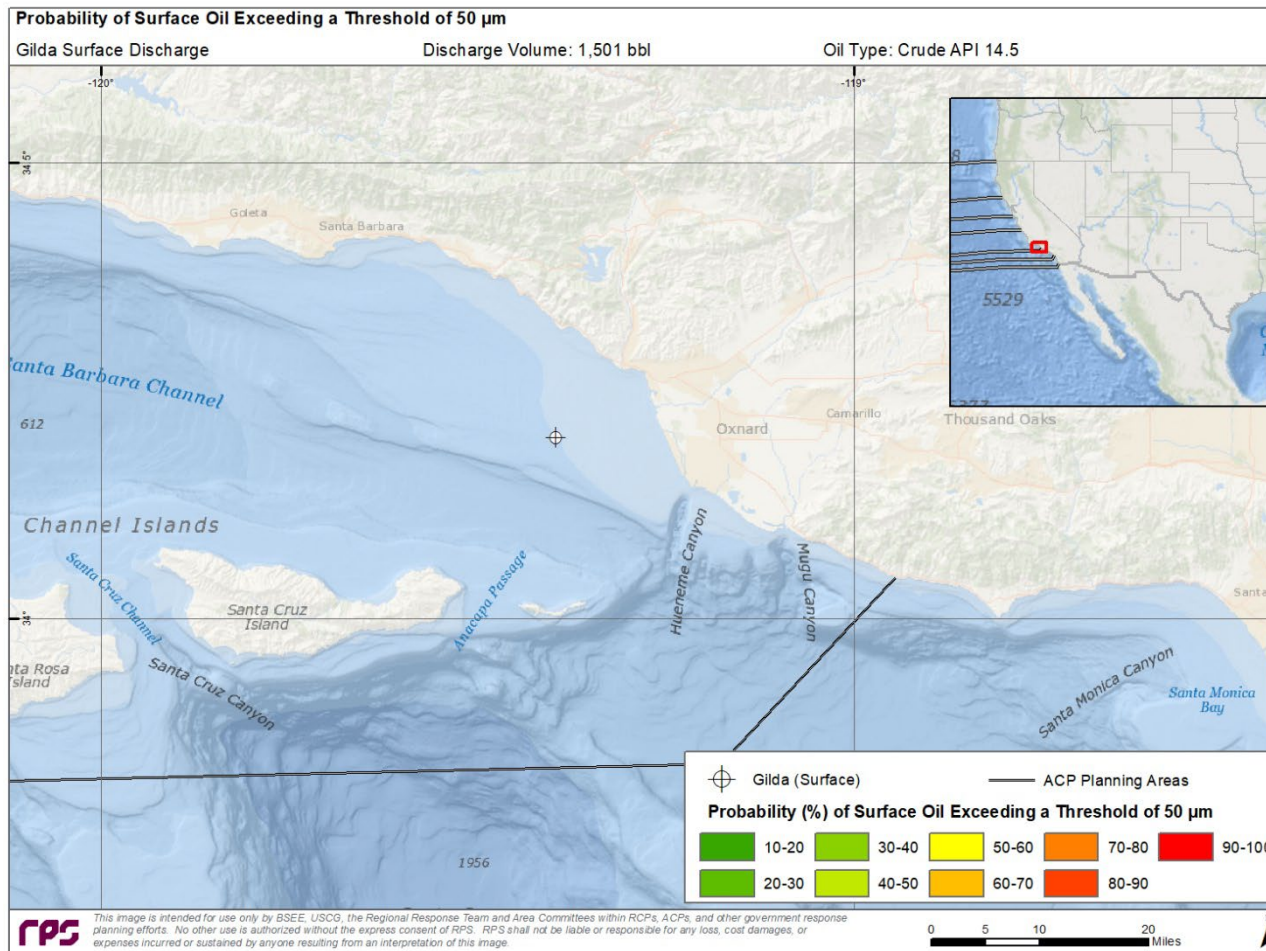 Probability of Surface Oil Exceeding a Threshold of 50 µm
Gilda Surface Discharge Discharge Volume: 1,501 bbl Oil Type: Crude API 14.5
-120° -119°
34.5°
Goleta
Santa Barbara
Santa Barbara Channel
612
Oxnard
Camarillo
Thousand Oaks
Channel Islands
Santa Cruz Channel
Santa Cruz Island
Anacapa Passage
Hueneme Canyon
Mugu Canyon
34°
nta Rosa
Island
Santa Cruz Canyon
Santa Monica Canyon
Santa
Santa Monica Bay
1956
8
5529
Gilda (Surface) ACP Planning Areas
Probability (%) of Surface Oil Exceeding a Threshold of 50 µm
10-20 30-40 50-60 70-80 90-100
20-30 40-50 60-70 80-90
rps
This image is intended for use only by BSEE, USCG, the Regional Response Team and Area Committees within RCPs, ACPs, and other government response
planning efforts. No other use is authorized without the express consent of RPS. RPS shall not be liable or responsible for any loss, cost damages, or
expenses incurred or sustained by anyone resulting from an interpretation of this image.
0 5 10 20
Miles